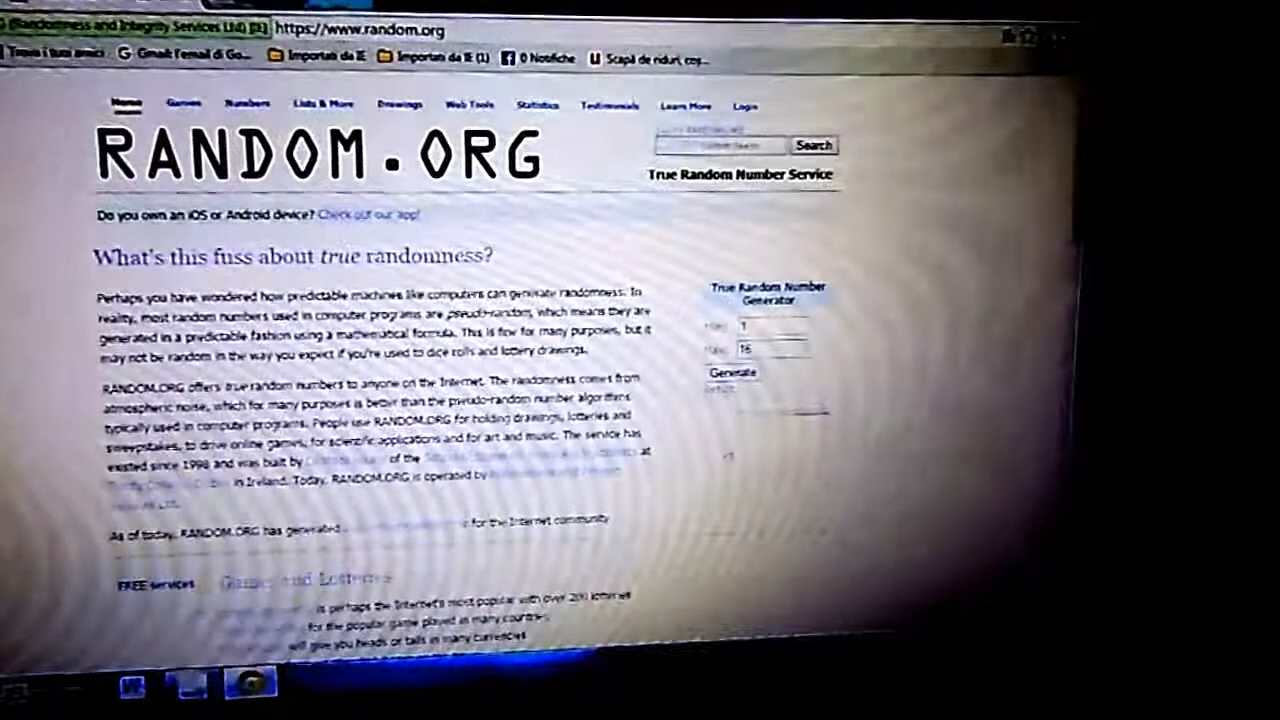 (Randomness and Integrity Services Ltd) https://www.random.org
Trova i tuoi amici Gmail: l'email di Go... Importati da IE Importati da IE (1) 0 Notifiche Scapă de riduri, coș...
Home Games Numbers Lists & More Drawings Web Tools Statistics Testimonials Learn More Login
RANDOM.ORG
Search
True Random Number Service
Do you own an iOS or Android device? Check out our app!
What's this fuss about true randomness?
Perhaps you have wondered how predictable machines like computers can generate randomness. In
reality, most random numbers used in computer programs are pseudo-random, which means they are
generated in a predictable fashion using a mathematical formula. This is fine for many purposes, but it
may not be random in the way you expect if you're used to dice rolls and lottery drawings.
RANDOM.ORG offers true random numbers to anyone on the Internet. The randomness comes from
atmospheric noise, which for many purposes is better than the pseudo-random number algorithms
typically used in computer programs. People use RANDOM.ORG for holding drawings, lotteries and
sweepstakes, to drive online games, for scientific applications and for art and music. The service has
existed since 1998 and was built by of the at
in Ireland. Today, RANDOM.ORG is operated by
As of today, RANDOM.ORG has generated for the Internet community
True Random Number
Generator
Min: 1
Max: 16
Generate
Result:
FREE services Games and Lotteries
is perhaps the Internet's most popular with over 200 lotteries
for the popular game played in many countries
will give you heads or tails in many currencies